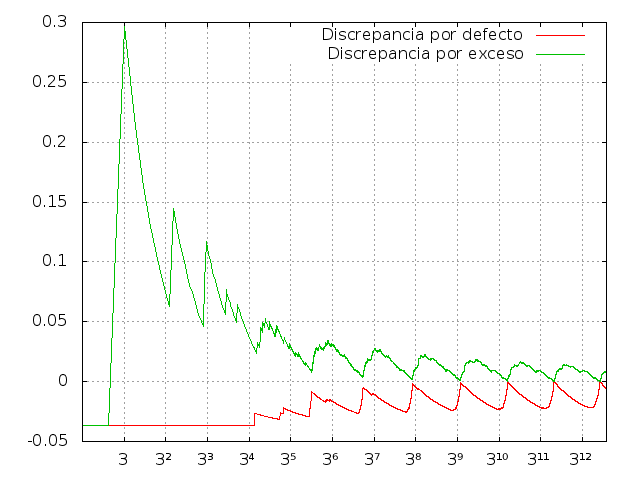 0.3
Discrepancia por defecto
Discrepancia por exceso
0.25
0.2
0.15
0.1
0.05
0
-0.05
3 3² 3³ 3⁴ 3⁵ 3⁶ 3⁷ 3⁸ 3⁹ 3¹⁰ 3¹¹ 3¹²